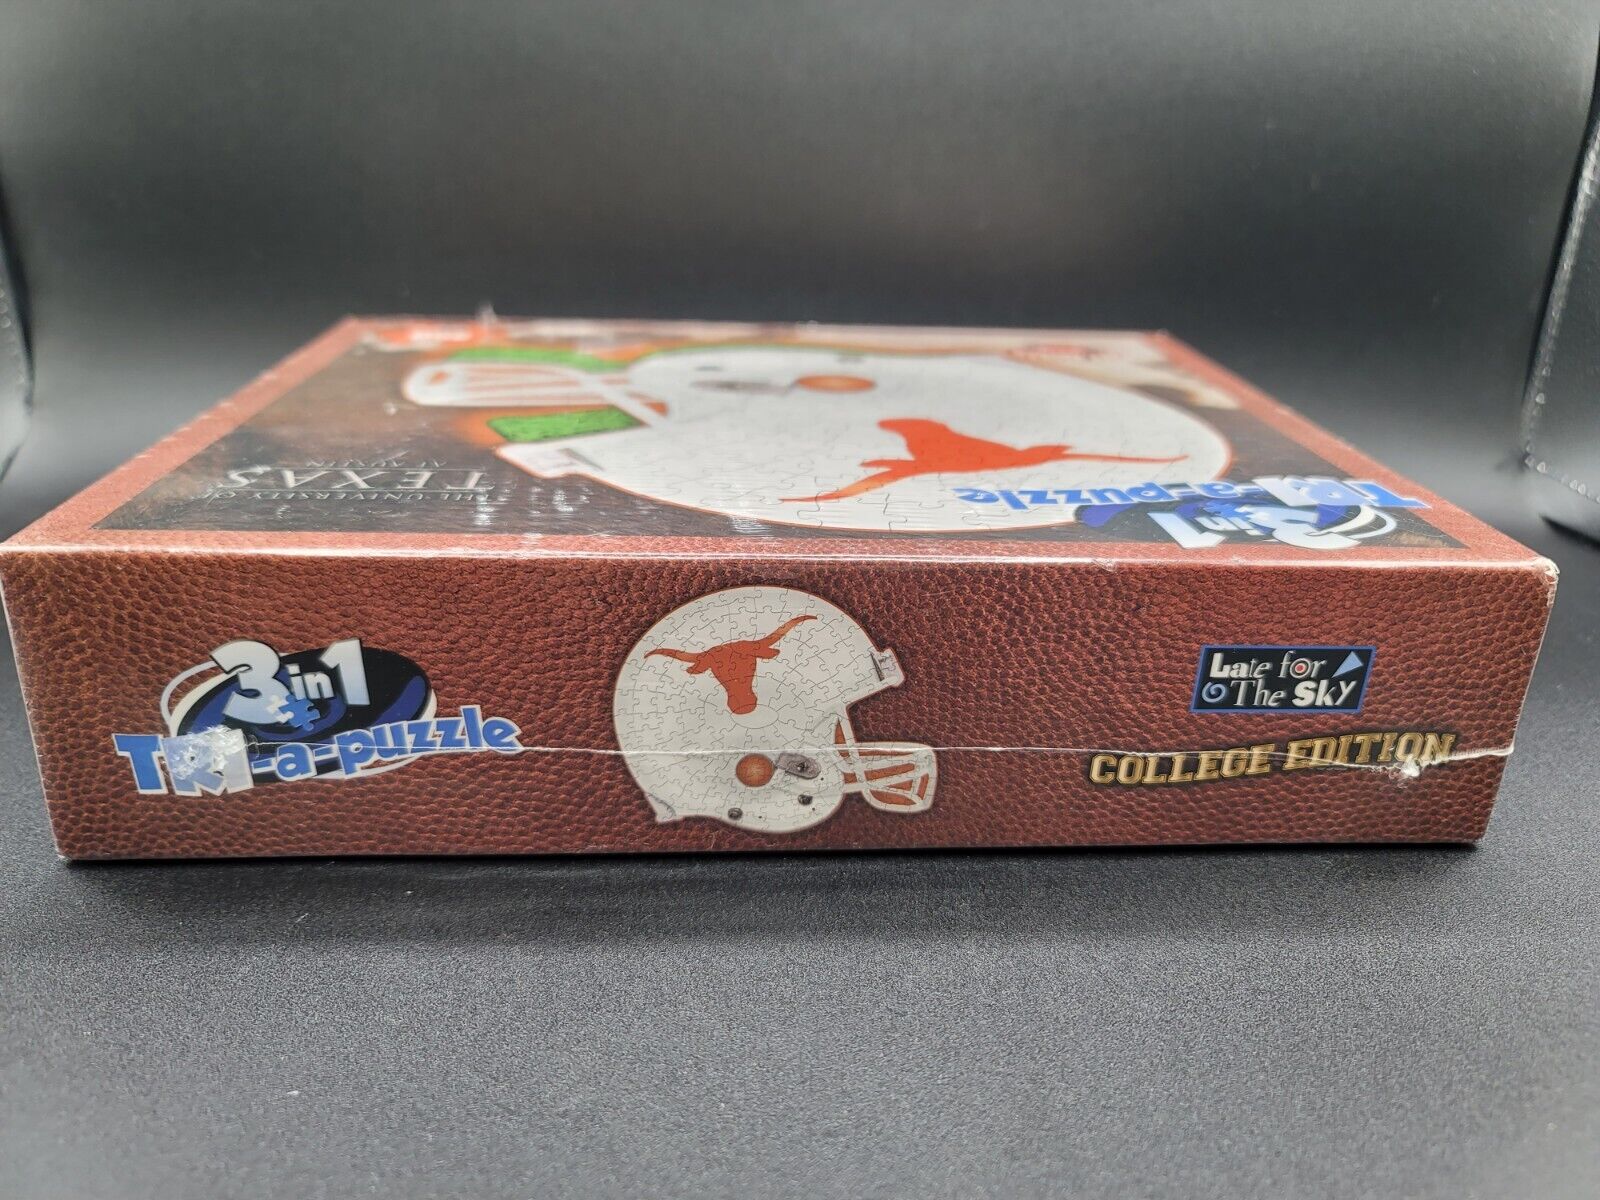 THE UNIVERSITY OF
TEXAS
AT AUSTIN
3 in 1
TRI-a-puzzle
3 in 1
TRI-a-puzzle
Late for
The Sky
COLLEGE EDITION